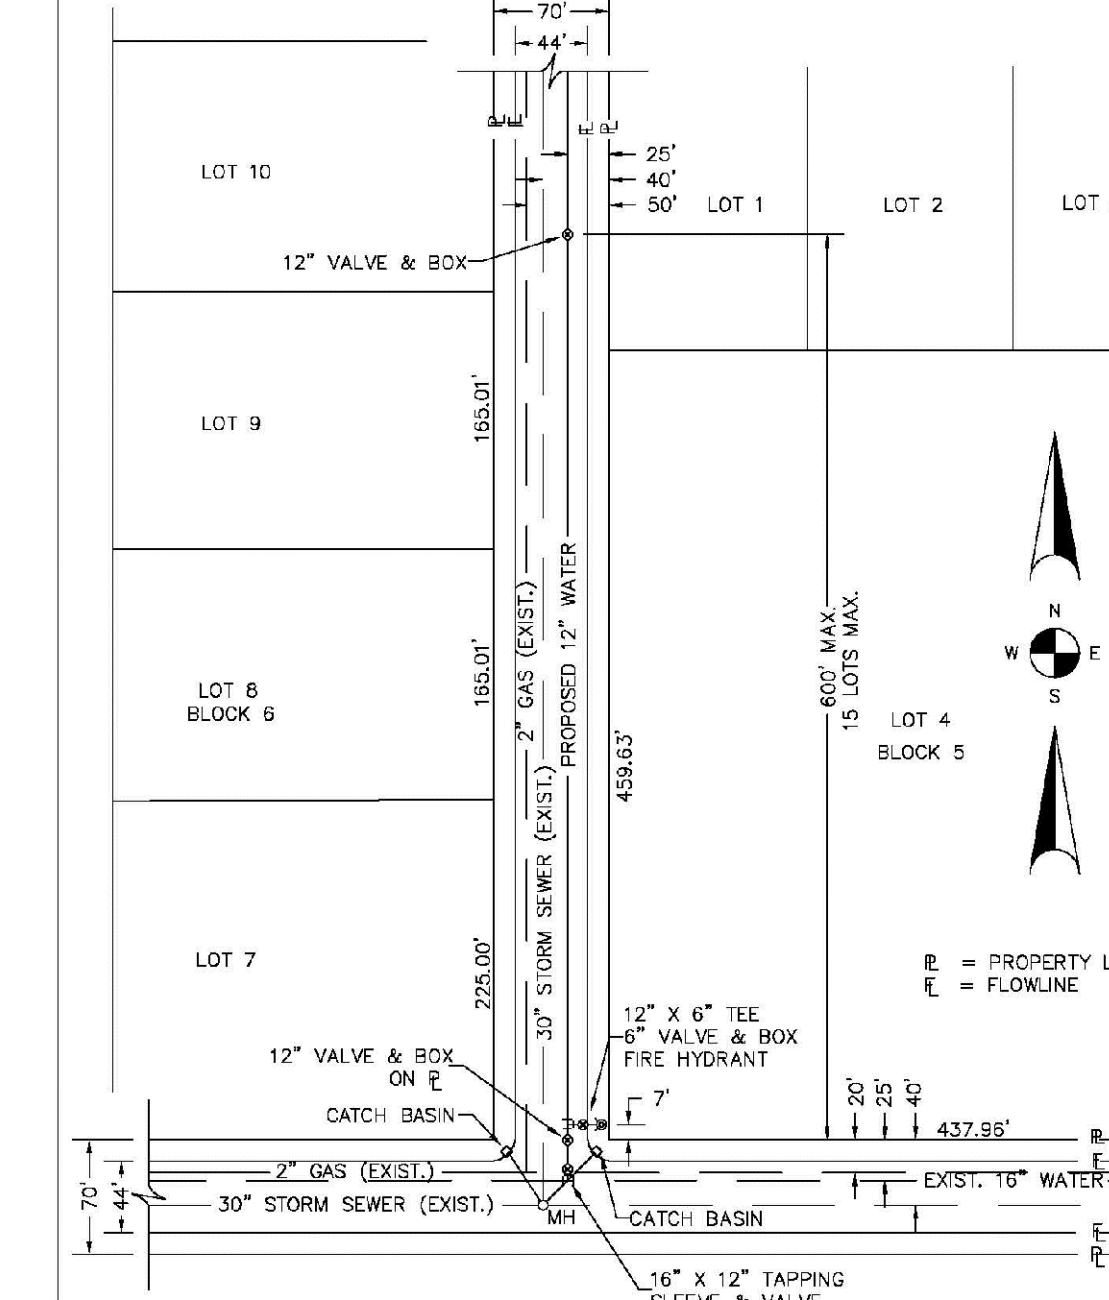 70'
44'
℄
℄
25'
40'
50'
LOT 10
LOT 1
LOT 2
LOT
12" VALVE & BOX
165.01'
LOT 9
PROPOSED 12" WATER
2" GAS (EXIST.)
600' MAX.
15 LOTS MAX.
N
W E
S
165.01'
LOT 8
BLOCK 6
LOT 4
BLOCK 5
459.63'
30" STORM SEWER (EXIST.)
LOT 7
225.00'
PL = PROPERTY L
FL = FLOWLINE
12" X 6" TEE
6" VALVE & BOX
FIRE HYDRANT
12" VALVE & BOX
ON PL
7'
20'
25'
40'
CATCH BASIN
437.96'
PL
FL
2" GAS (EXIST.)
EXIST. 16" WATER
70'
44'
30" STORM SEWER (EXIST.)
MH
CATCH BASIN
FL
PL
16" X 12" TAPPING
SLEEVE & VALVE